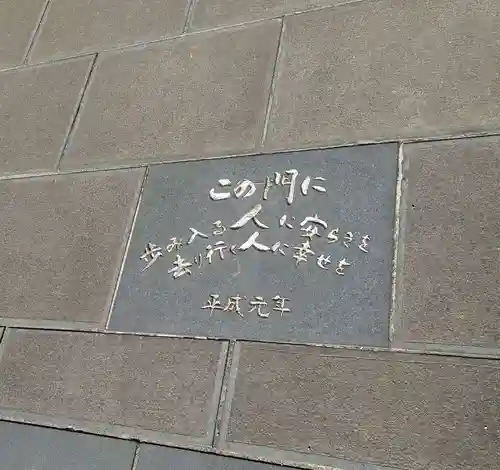 この門に
歩み入る人に安らぎを
去り行く人に幸せを
平成元年